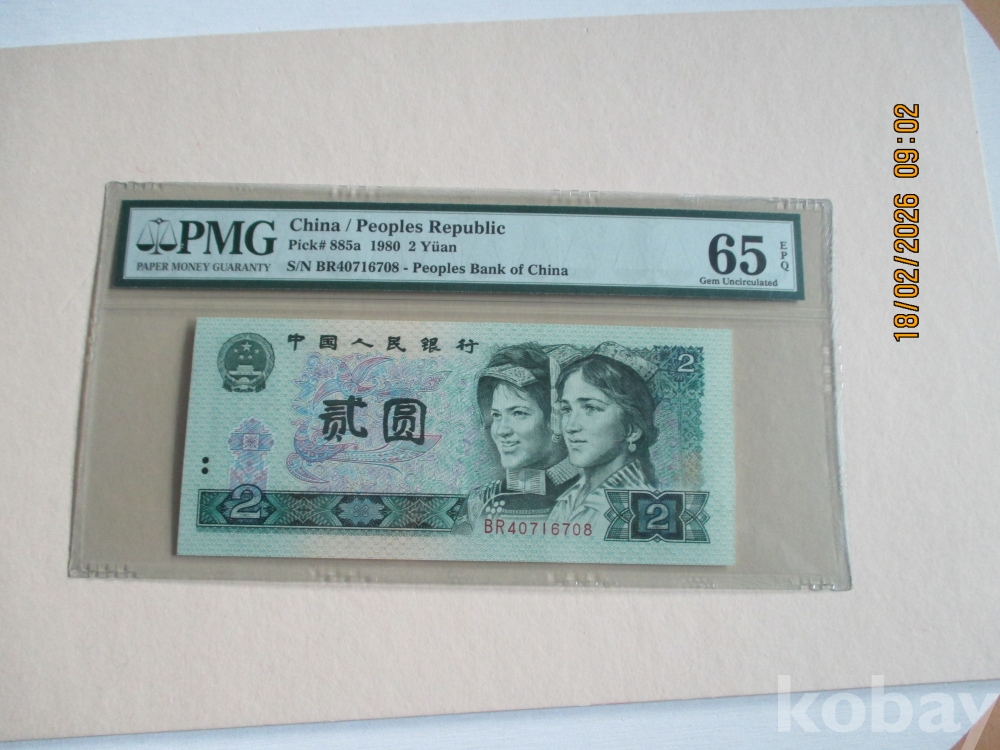 18/02/2026 09:02
PMG
PAPER MONEY GUARANTY
China / Peoples Republic
Pick# 885a 1980 2 Yüan
S/N BR40716708 - Peoples Bank of China
65
EPQ
Gem Uncirculated
中国人民银行
2
贰圆
2
BR40716708
2
kobay